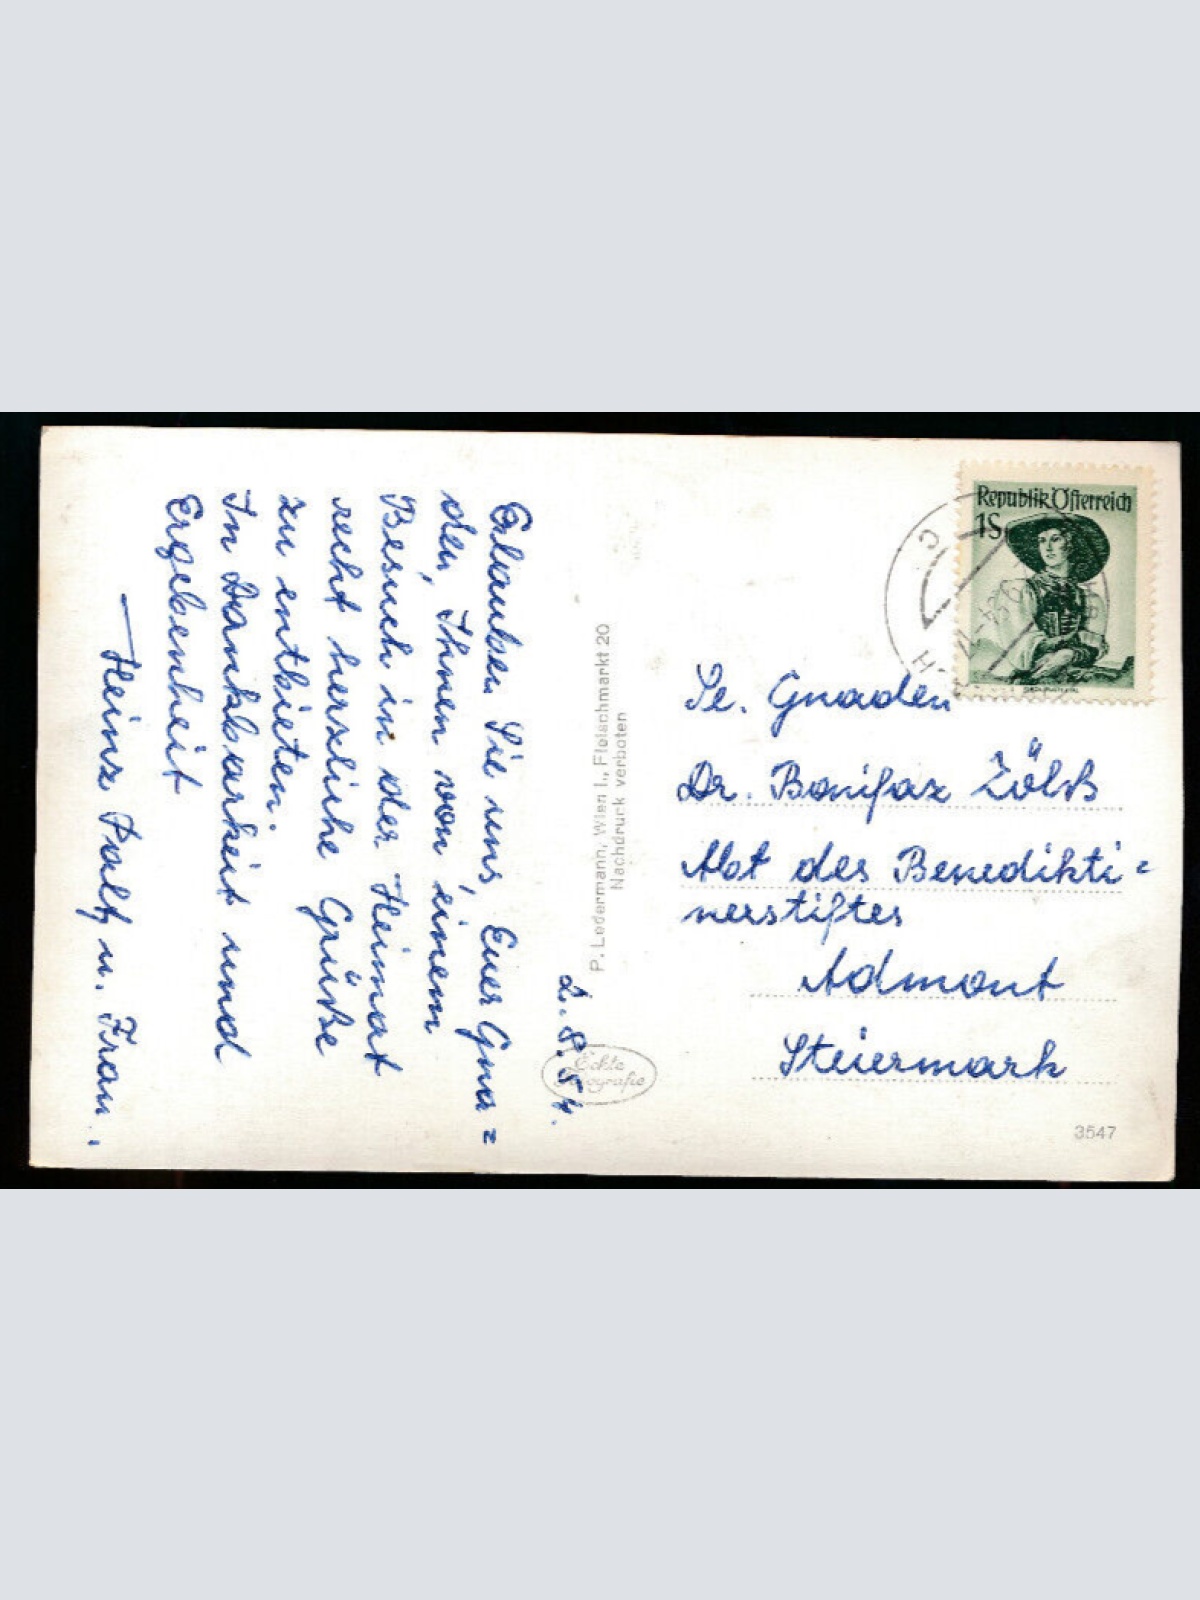 2. 8. 54.
Erlauben Sie uns, Euer Gna=
den, Ihnen von einem
Besuch in der Heimat
recht herzliche Grüße
zu entbieten.
In Dankbarkeit und
Ergebenheit
Heinz u. Frau.
P. Ledermann, Wien I., Fleischmarkt 20
Nachdruck verboten
Echte
Republik Österreich
1S
Se. Gnaden
Dr. Bonifaz Zölß
Abt des Benedikti=
nerstiftes
Admont
Steiermark
3547